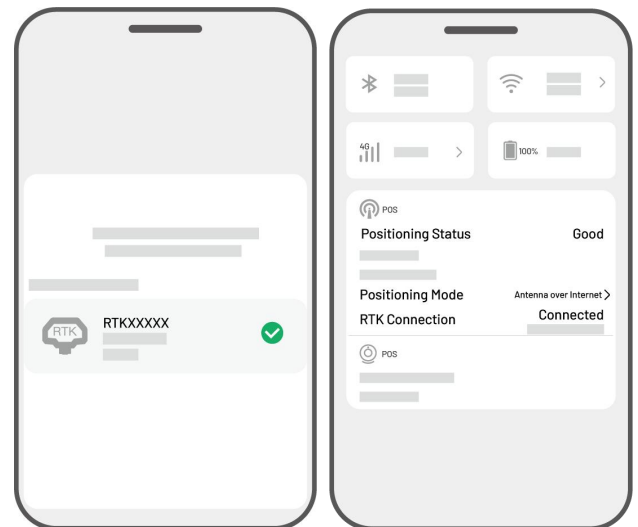 RTK
RTKXXXXX
4G
100%
POS
Positioning Status Good
Positioning Mode Antenna over Internet
RTK Connection Connected
POS